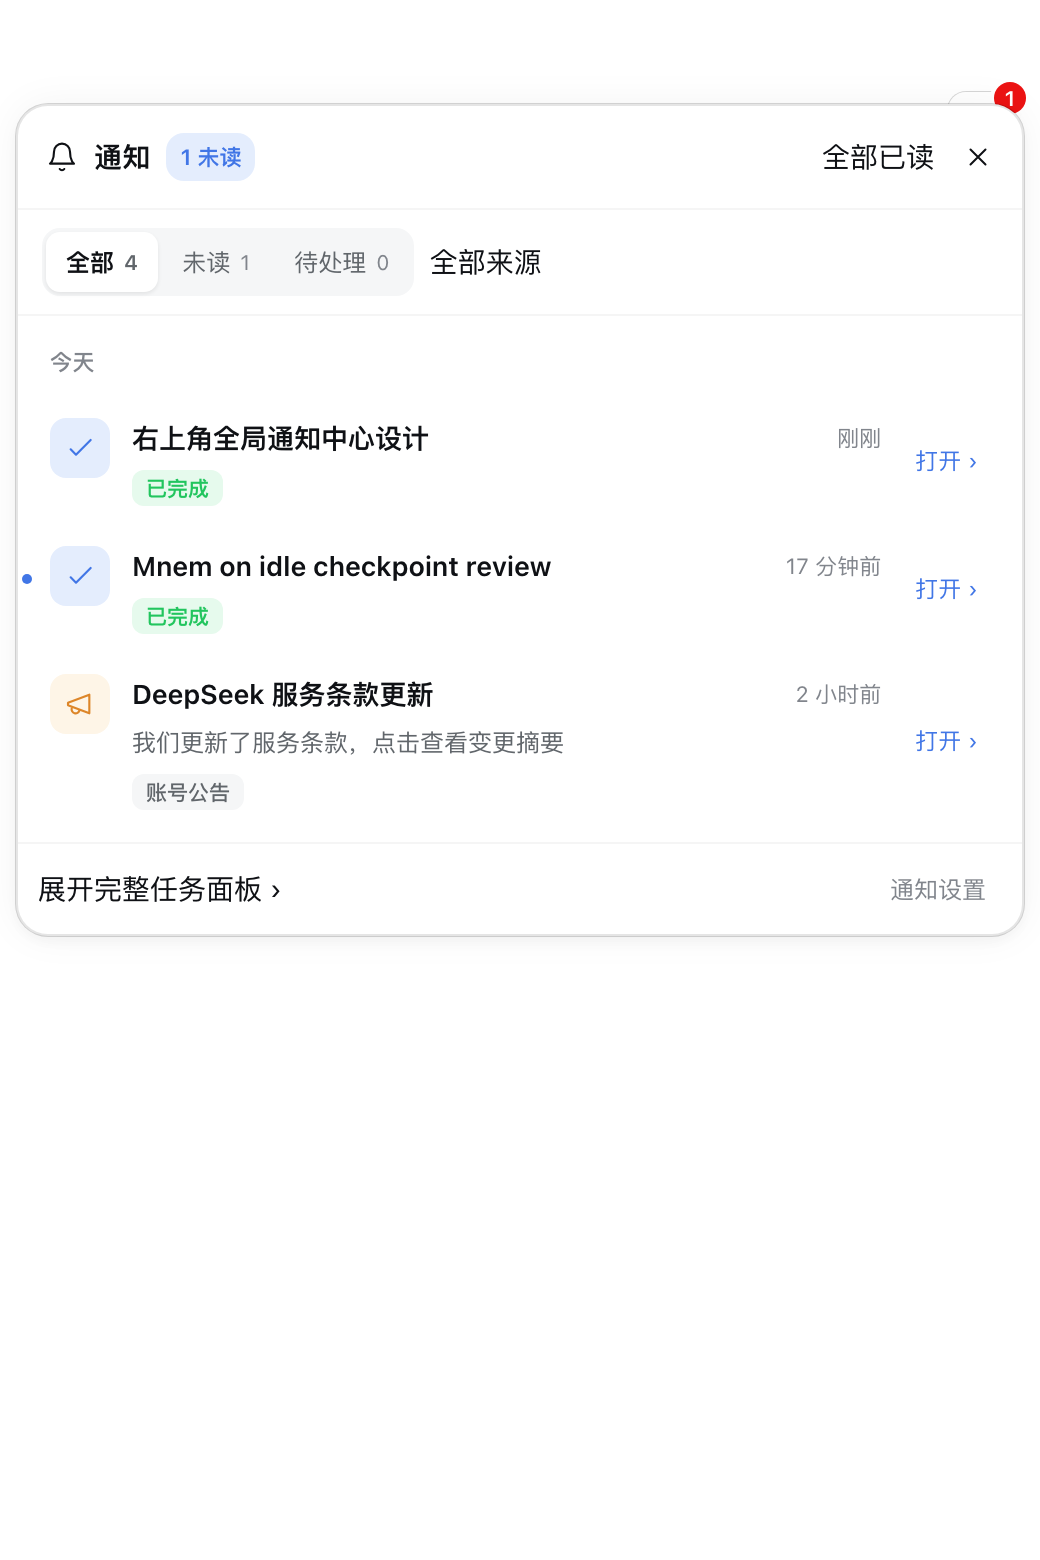 1
通知 1 未读 全部已读
全部 4 未读 1 待处理 0 全部来源
今天
右上角全局通知中心设计 刚刚
已完成 打开 ›
Mnem on idle checkpoint review 17 分钟前
已完成 打开 ›
DeepSeek 服务条款更新 2 小时前
我们更新了服务条款，点击查看变更摘要 打开 ›
账号公告
展开完整任务面板 › 通知设置